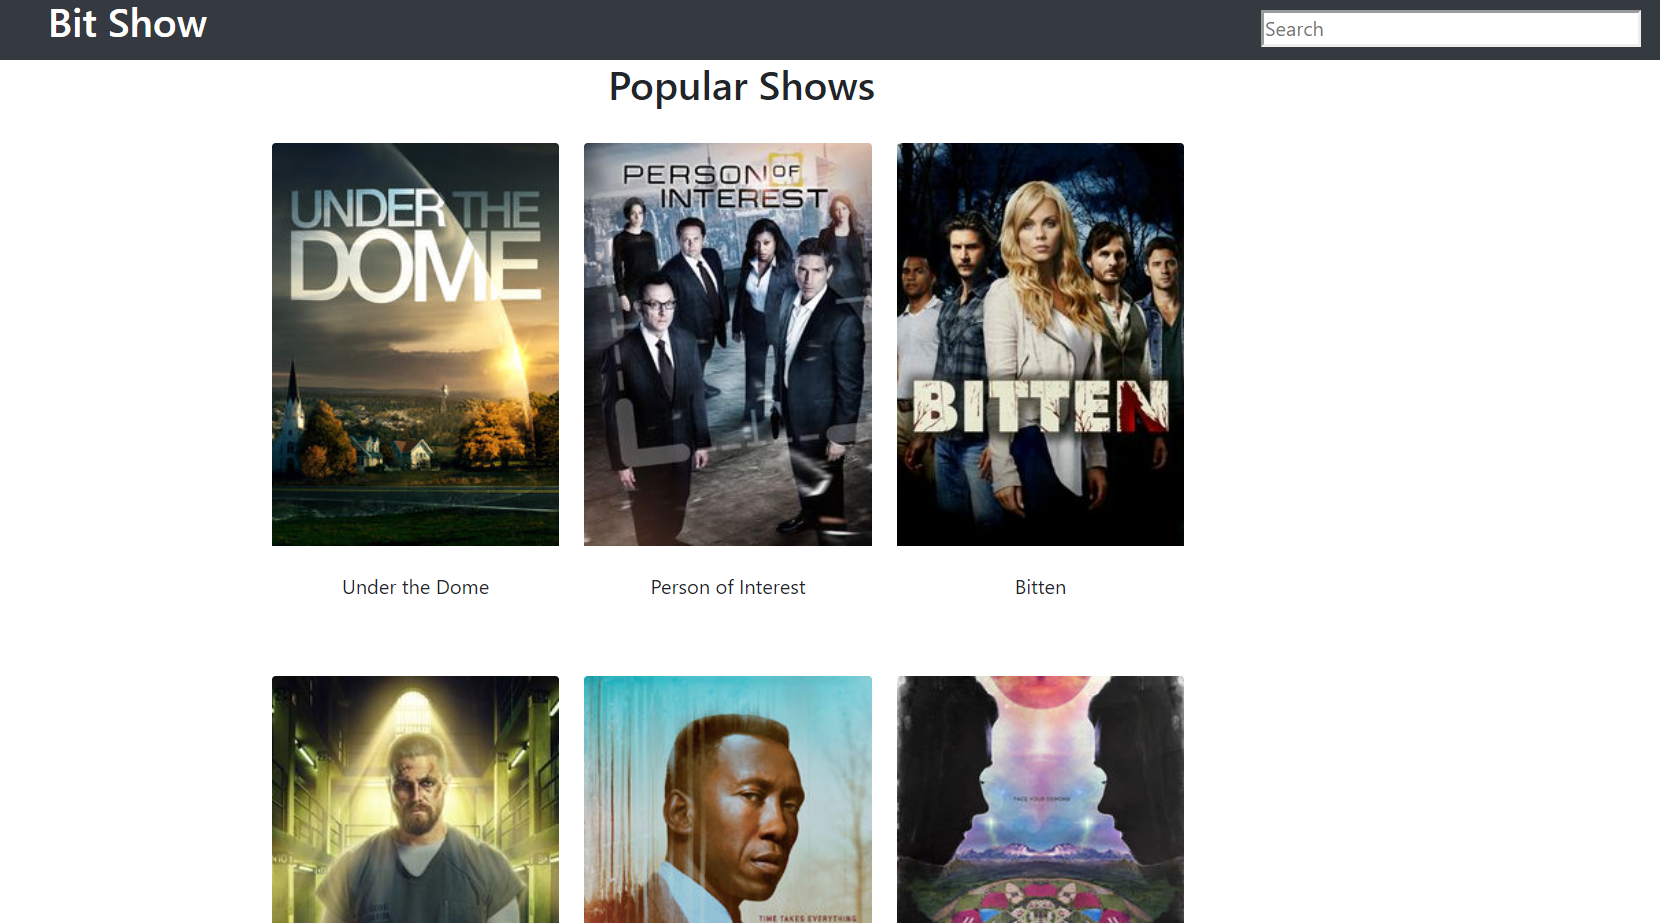 Bit Show
Search
Popular Shows
UNDER THE
DOME
PERSON OF
INTEREST
BITTEN
Under the Dome
Person of Interest
Bitten
TIME TAKES EVERYTHING
FACE YOUR DEMONS